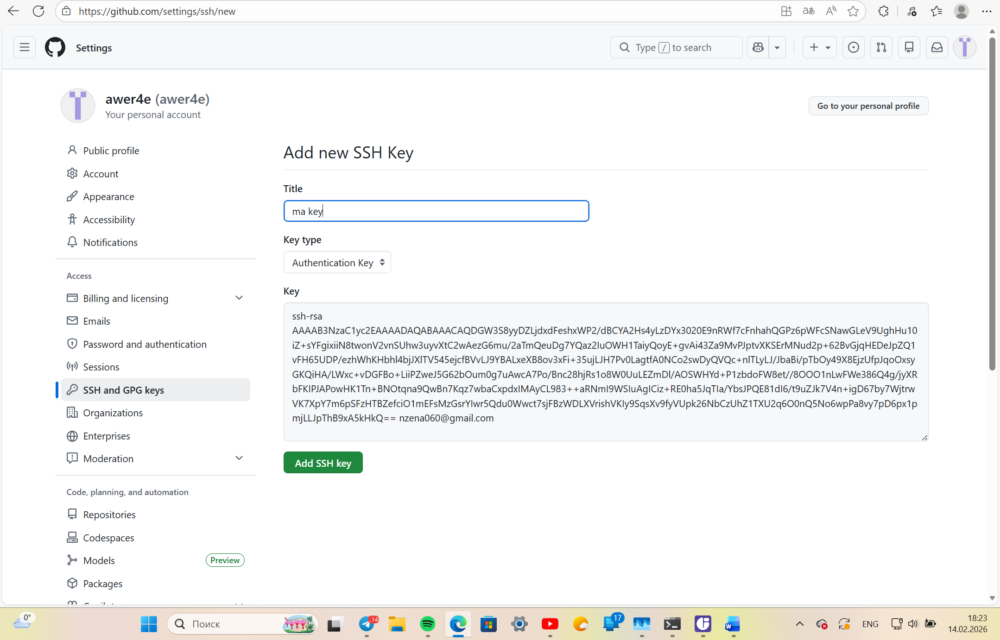 https://github.com/settings/ssh/new
Settings
Type / to search
awer4e (awer4e)
Your personal account
Go to your personal profile
Public profile
Account
Appearance
Accessibility
Notifications
Access
Billing and licensing
Emails
Password and authentication
Sessions
SSH and GPG keys
Organizations
Enterprises
Moderation
Code, planning, and automation
Repositories
Codespaces
Models
Preview
Packages
Add new SSH Key
Title
ma key
Key type
Authentication Key
Key
ssh-rsa
AAAAB3NzaC1yc2EAAAADAQABAAACAQDGW3S8yyDZLjdxdFeshxWP2/dBCYA2Hs4yLzDYx3020E9nRWf7cFnhahQGPz6pWFcSNawGLeV9UghHu10
iZ+sYFgixiiN8twonV2vnSUhw3uyvXtC2wAezG6mu/2aTmQeuDg7YQaz2IuOWH1TaiyQoyE+gvAi43Za9MvPJptvXKSErMNud2p+62BvGjqHEDeJpZQ1
vFH65UDP/ezhWhKHbhl4bjJXlTV545ejcfBVvLJ9YBALxeXB8ov3xFi+35ujLJH7Pv0LagtfA0NCo2swDyQVQc+nlTLyLJ/JbaBi/pTbOy49X8EjzUfpJqoOxsy
GKQiHA/LWxc+vDGFBo+LiiPZweJ5G62bOum0g7uAwcA7Po/Bnc28hjRs1o8W0UuLEZmDl/AOSWHYd+P1zbdoFW8et//8OOO1nLwFWe386Q4g/jyXR
bFKIPJAPowHK1Tn+BNOtqna9QwBn7Kqz7wbaCxpdxIMAyCL983++aRNmI9WSIuAgICiz+RE0ha5JqTIa/YbsJPQE81dI6/t9uZJk7V4n+igD67by7Wjtrw
VK7XpY7m6pSFzHTBZefciO1mEFsMzGsrYIwr5Qdu0Wwct7sjFBzWDLXVrishVKIy9SqsXv9fyVUpk26NbCzUhZ1TXU2q6O0nQ5No6wpPa8vy7pD6px1p
mjLLJpThB9xA5kHkQ== nzena060@gmail.com
Add SSH key
0°
Поиск
..14
17
ENG
18:23
14.02.2026